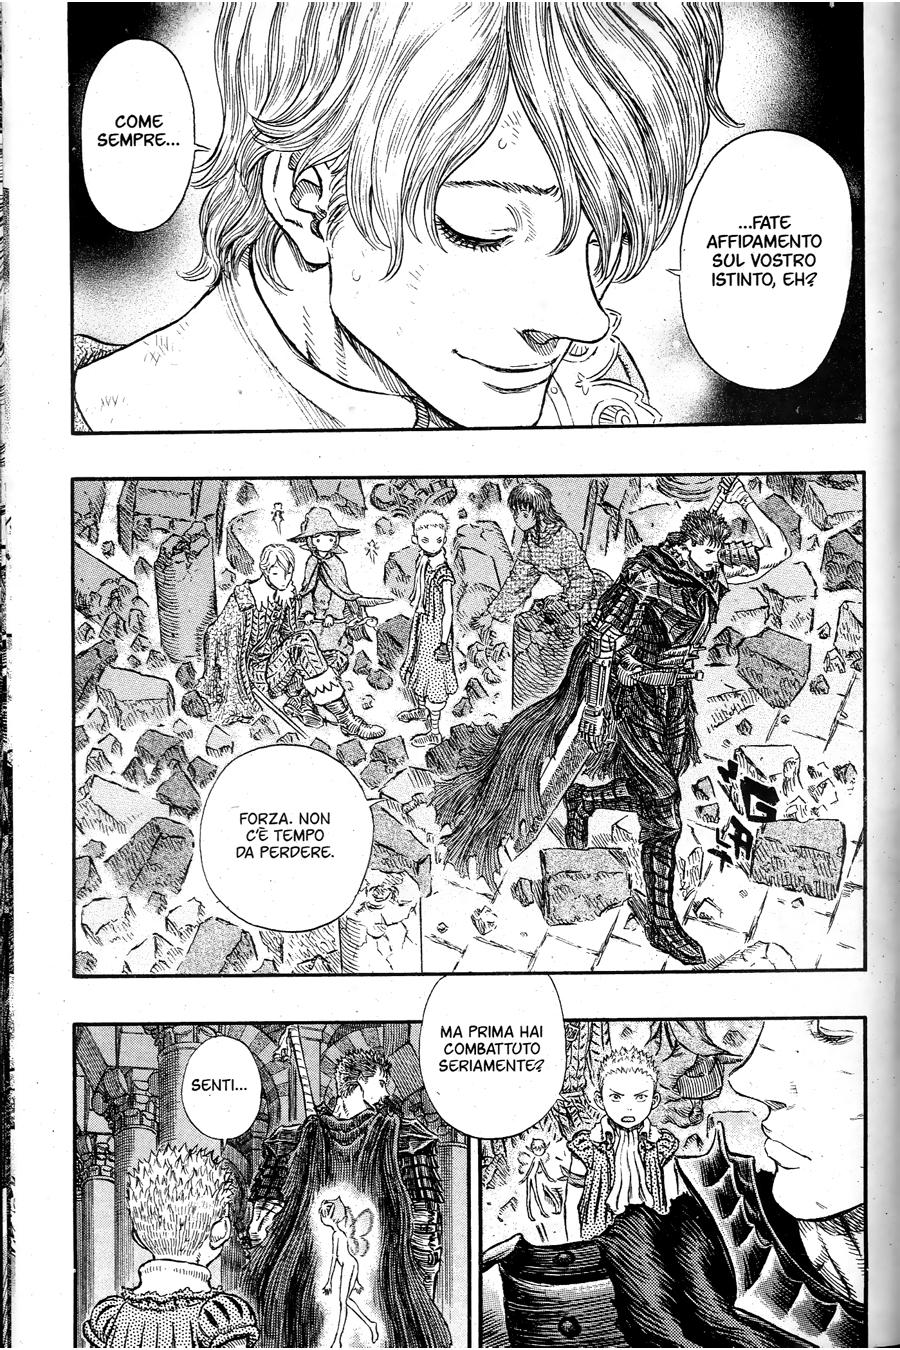 COME
SEMPRE...
...FATE
AFFIDAMENTO
SUL VOSTRO
ISTINTO, EH?
FORZA. NON
C'È TEMPO
DA PERDERE.
SENTI...
MA PRIMA HAI
COMBATTUTO
SERIAMENTE?